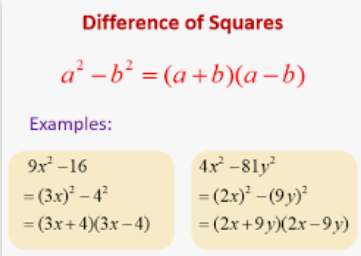 Difference of Squares
a² – b² = (a + b)(a – b)
Examples:
9x² – 16
= (3x)² – 4²
= (3x + 4)(3x – 4)
4x² – 81y²
= (2x)² – (9y)²
= (2x + 9y)(2x – 9y)